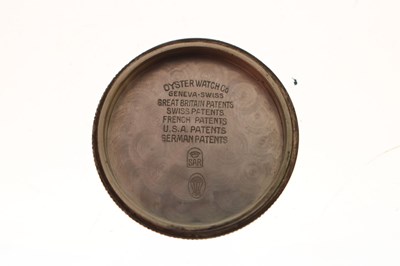 OYSTER WATCH CO
GENEVA-SWISS
GREAT BRITAIN PATENTS
SWISS PATENTS
FRENCH PATENTS
U.S.A. PATENTS
GERMAN PATENTS